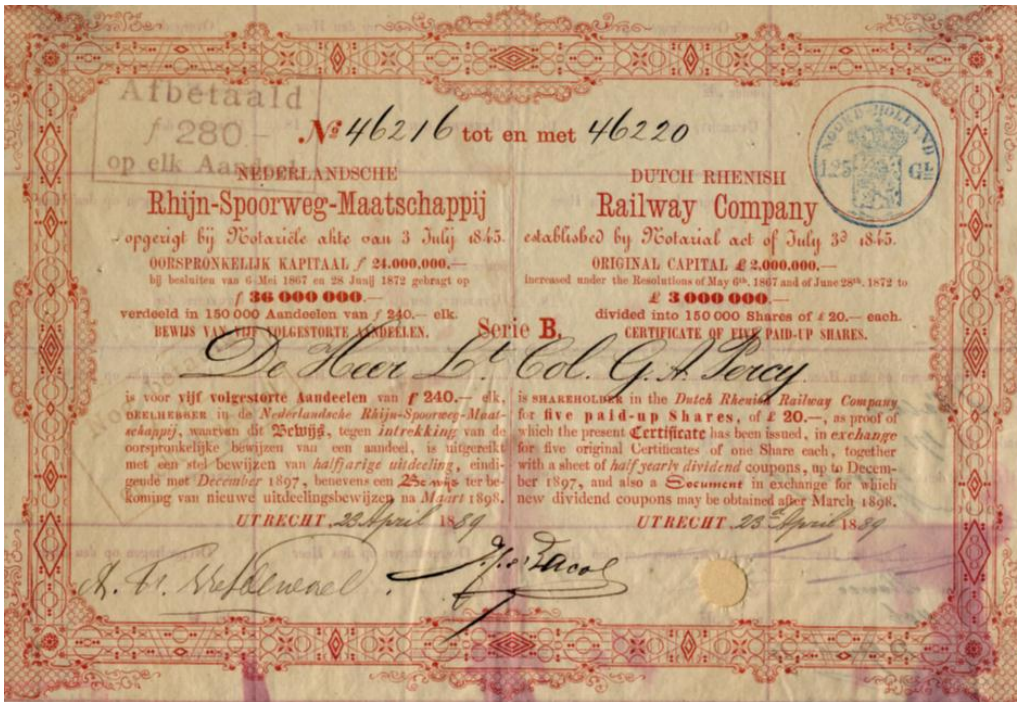 Afbetaald
ƒ 280 -
op elk Aandeel
NOORD-HOLLAND
125 Gl.
Nº 46216 tot en met 46220
NEDERLANDSCHE
Rhijn-Spoorweg-Maatschappij
opgerigt bij Notariële akte van 3 Julij 1845.
OORSPRONKELIJK KAPITAAL ƒ 24.000.000.—
bij besluiten van 6 Mei 1867 en 28 Junij 1872 gebragt op
ƒ 36 000 000.—
verdeeld in 150 000 Aandeelen van ƒ 240.— elk.
BEWIJS VAN VIJF VOLGESTORTE AANDEELEN.
DUTCH RHENISH
Railway Company
established by Notarial act of July 3d 1845.
ORIGINAL CAPITAL £ 2,000,000.—
increased under the Resolutions of May 6th. 1867 and of June 28th. 1872 to
£ 3 000 000.—
divided into 150 000 Shares of £ 20.— each.
CERTIFICATE OF FIVE PAID-UP SHARES.
Serie B.
De Heer Lt. Col. G. A. Percy
is voor vijf volgestorte Aandeelen van ƒ 240.— elk,
DEELHEBBER in de Nederlandsche Rhijn-Spoorweg-Maat-
schappij, waarvan dit Bewijs, tegen intrekking van de
oorspronkelijke bewijzen van een aandeel, is uitgereikt
met een stel bewijzen van halfjarige uitdeeling, eindi-
gende met December 1897, benevens een Bewijs ter be-
koming van nieuwe uitdeelingsbewijzen na Maart 1898.
UTRECHT, 23 April 1889
is SHAREHOLDER in the Dutch Rhenish Railway Company
for five paid-up Shares, of £ 20.—, as proof of
which the present Certificate has been issued, in exchange
for five original Certificates of one Share each, together
with a sheet of half yearly dividend coupons, up to Decem-
ber 1897, and also a Document in exchange for which
new dividend coupons may be obtained after March 1898.
UTRECHT, 23 April 1889